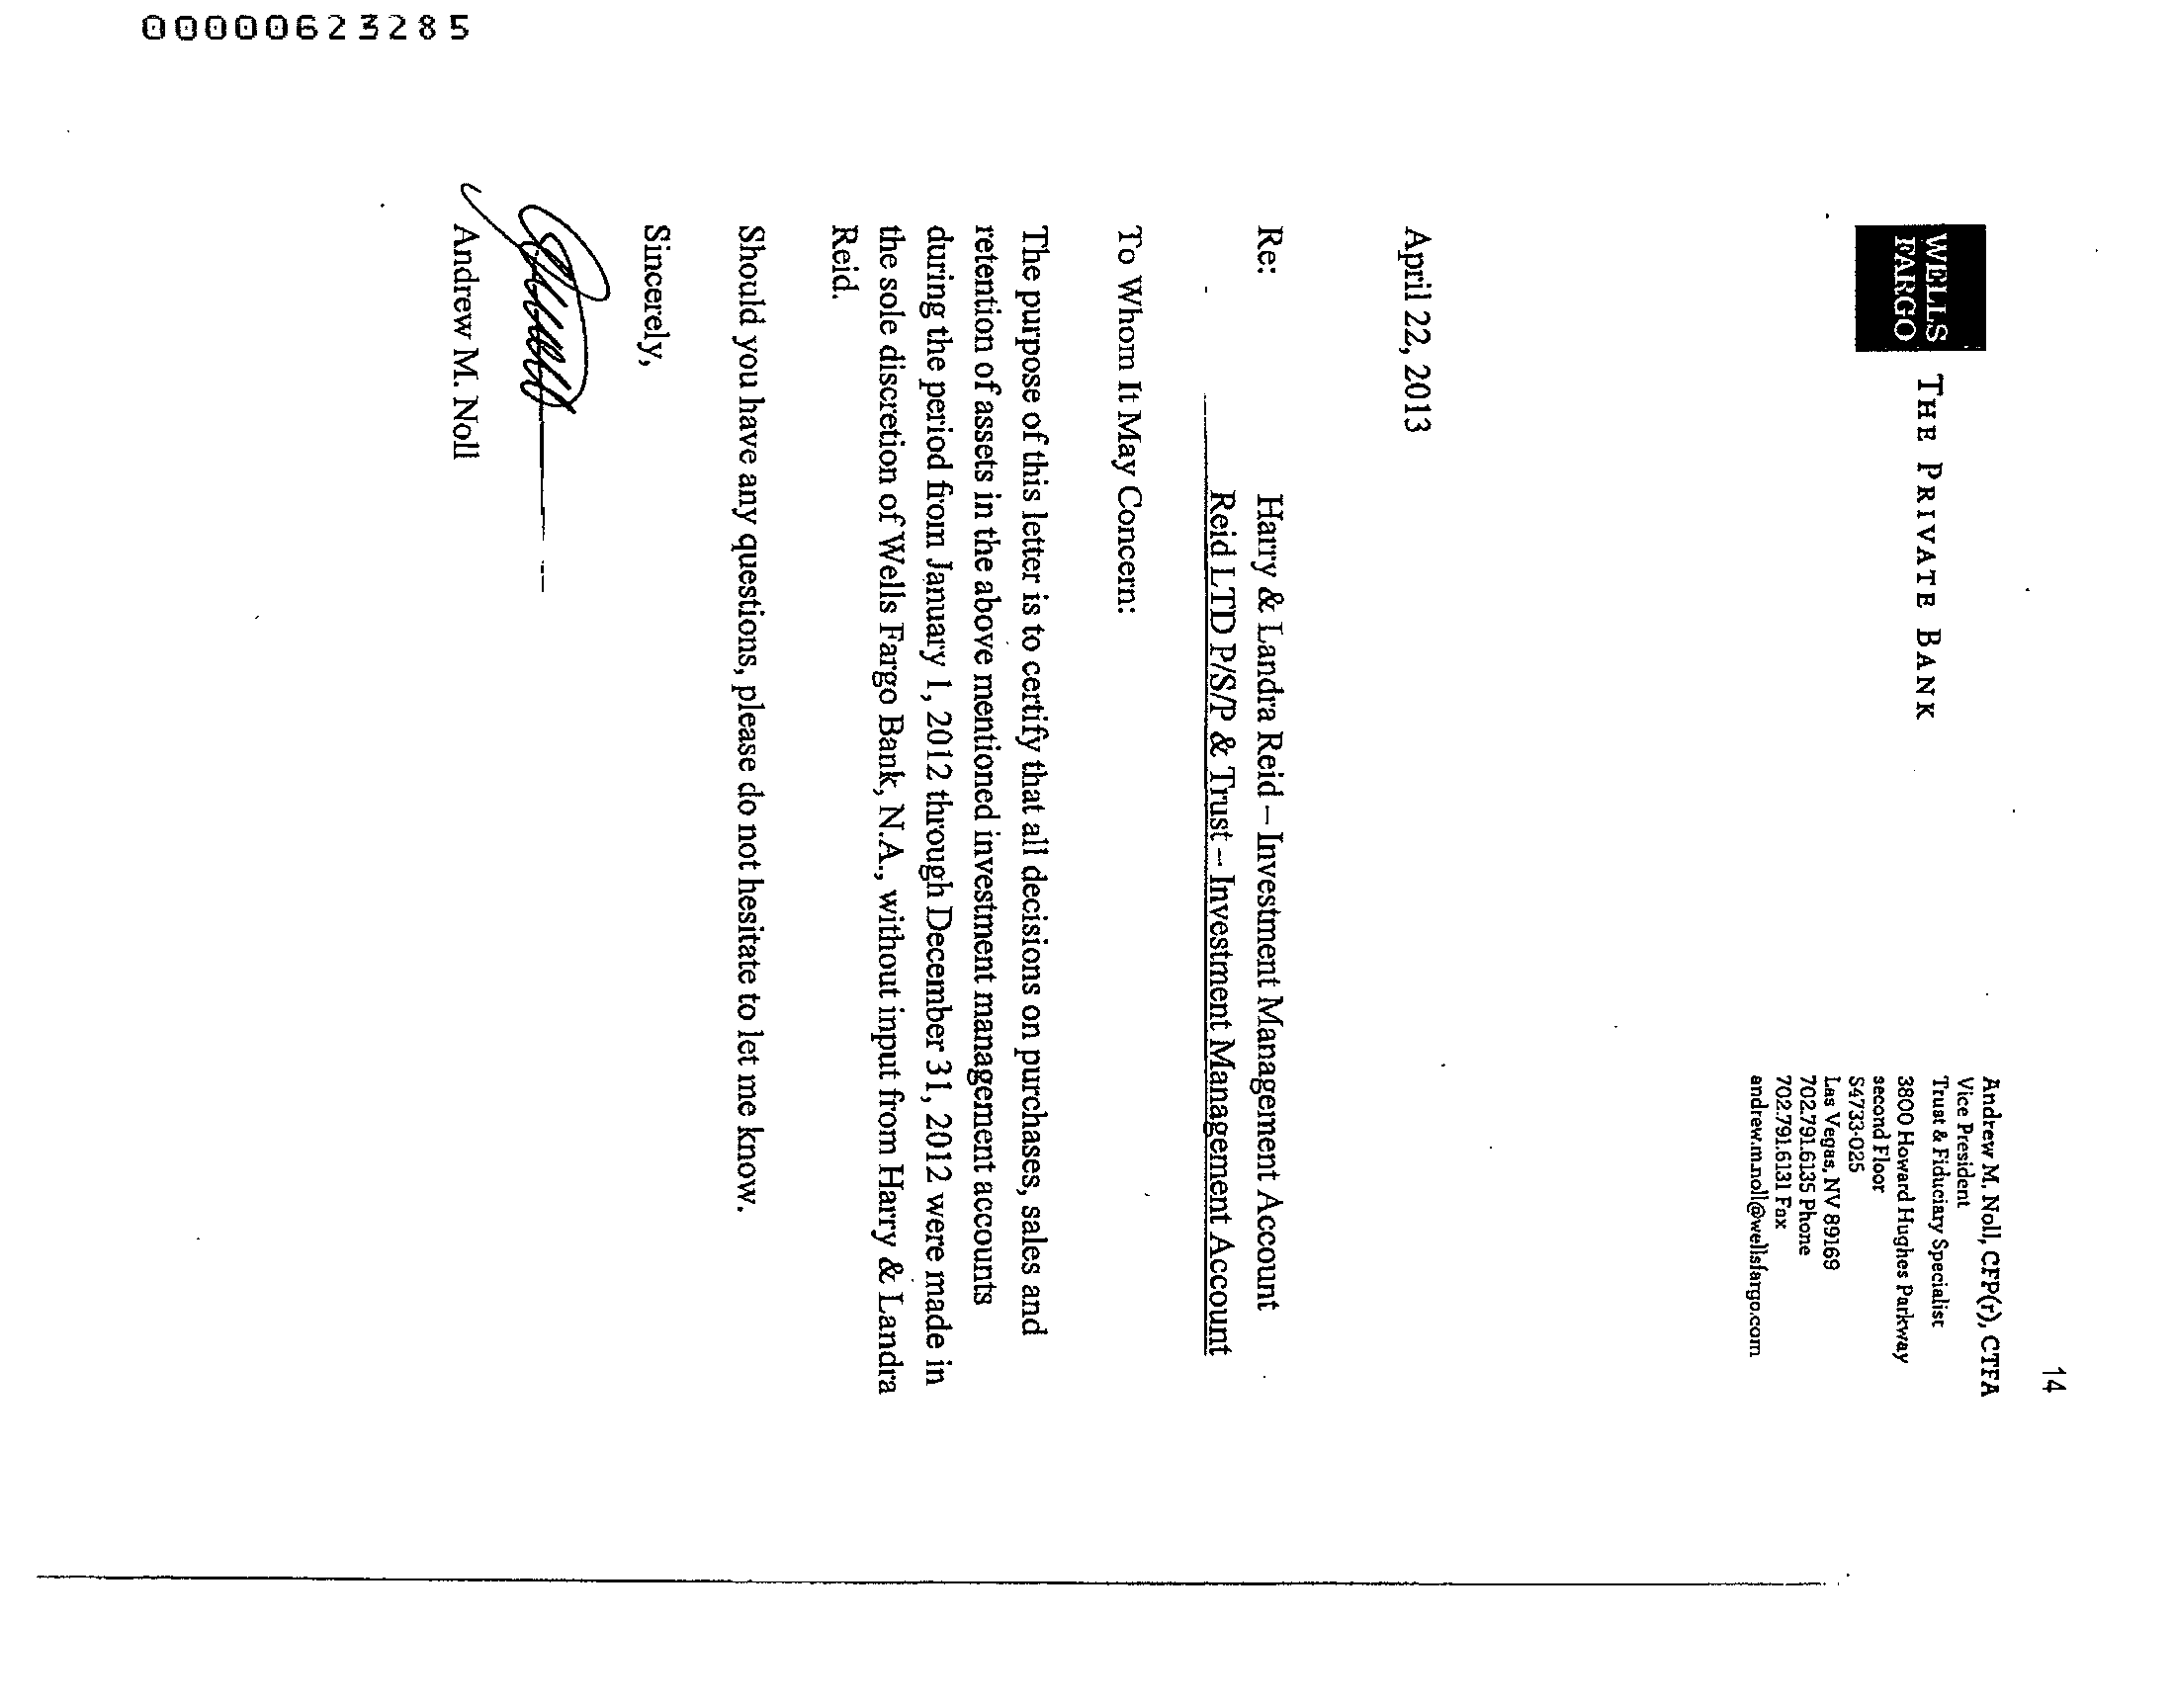 00000623285
14
WELLS
FARGO
THE PRIVATE BANK
Andrew M. Noll, CFP(r), CTFA
Vice President
Trust & Fiduciary Specialist
3800 Howard Hughes Parkway
second Floor
S4733-025
Las Vegas, NV 89169
702.791.6135 Phone
702.791.6131 Fax
andrew.m.noll@wellsfargo.com
April 22, 2013
Re: Harry & Landra Reid – Investment Management Account
Reid LTD P/S/P & Trust – Investment Management Account
To Whom It May Concern:
The purpose of this letter is to certify that all decisions on purchases, sales and
retention of assets in the above mentioned investment management accounts
during the period from January 1, 2012 through December 31, 2012 were made in
the sole discretion of Wells Fargo Bank, N.A., without input from Harry & Landra
Reid.
Should you have any questions, please do not hesitate to let me know.
Sincerely,
Andrew M. Noll